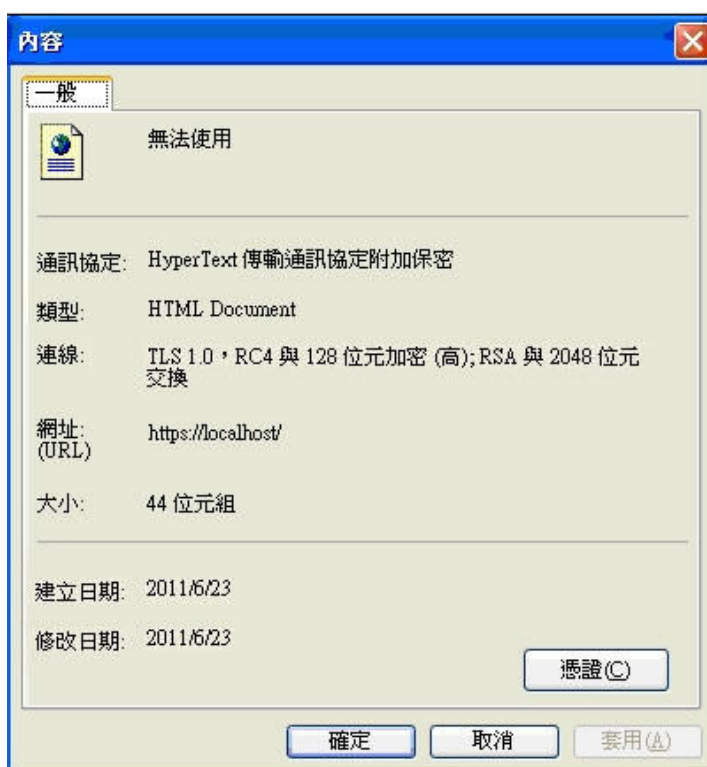 內容
一般
無法使用
通訊協定: HyperText 傳輸通訊協定附加保密
類型: HTML Document
連線: TLS 1.0，RC4 與 128 位元加密 (高); RSA 與 2048 位元
交換
網址: https://localhost/
(URL)
大小: 44 位元組
建立日期: 2011/6/23
修改日期: 2011/6/23
憑證(C)
確定 取消 套用(A)